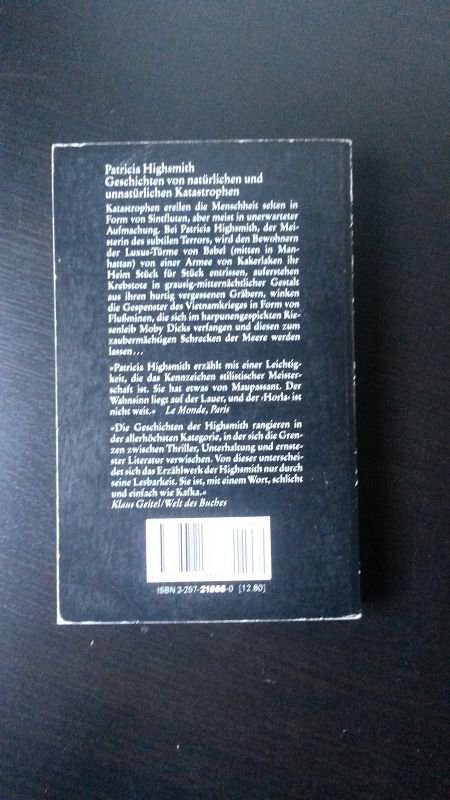 Patricia Highsmith
Geschichten von natürlichen und
unnatürlichen Katastrophen
Katastrophen ereilen die Menschheit selten in
Form von Sintfluten, aber meist in unerwarteter
Aufmachung. Bei Patricia Highsmith, der Mei-
sterin des subtilen Terrors, wird den Bewohnern
der Luxus-Türme von Babel (mitten in Man-
hattan) von einer Armee von Kakerlaken ihr
Heim Stück für Stück entrissen, auferstehen
Krebstote in grausig-mitternächtlicher Gestalt
aus ihren hurtig vergessenen Gräbern, winken
die Gespenster des Vietnamkrieges in Form von
Flußminen, die sich im harpunengespickten Rie-
senleib Moby Dicks verfangen und diesen zum
zaubermächtigen Schrecken der Meere werden
lassen...
»Patricia Highsmith erzählt mit einer Leichtig-
keit, die das Kennzeichen stilistischer Meister-
schaft ist. Sie hat etwas von Maupassant. Der
Wahnsinn liegt auf der Lauer, und der ›Horla‹ ist
nicht weit.« Le Monde, Paris
»Die Geschichten der Highsmith rangieren in
der allerhöchsten Kategorie, in der sich die Gren-
zen zwischen Thriller, Unterhaltung und ernste-
ster Literatur verwischen. Von dieser unterschei-
det sich das Erzählwerk der Highsmith nur durch
seine Lesbarkeit. Sie ist, mit einem Wort, schlicht
und einfach wie Kafka.«
Klaus Geitel/Welt des Buches
ISBN 3-257-
[12.80]